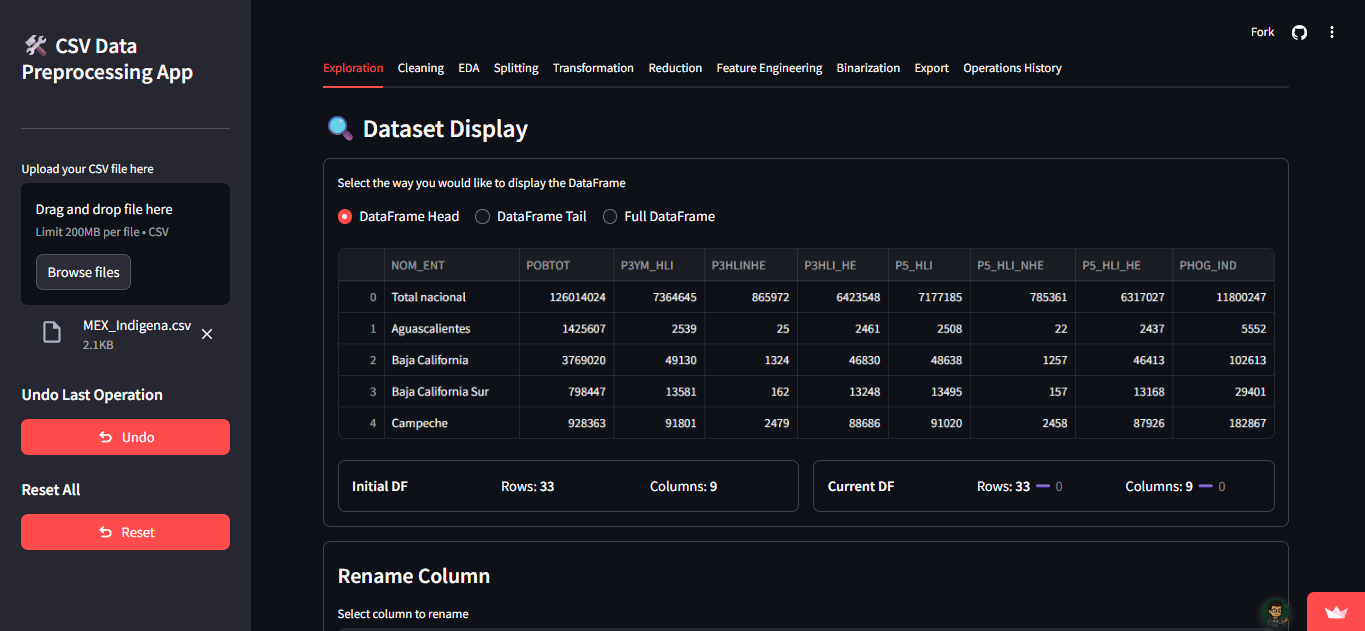 🛠️ CSV Data
Preprocessing App
Upload your CSV file here
Drag and drop file here
Limit 200MB per file • CSV
Browse files
MEX_Indigena.csv
2.1KB
Undo Last Operation
Undo
Reset All
Reset
Fork
Exploration Cleaning EDA Splitting Transformation Reduction Feature Engineering Binarization Export Operations History
🔍 Dataset Display
Select the way you would like to display the DataFrame
DataFrame Head DataFrame Tail Full DataFrame
NOM_ENT POBTOT P3YM_HLI P3HLINHE P3HLI_HE P5_HLI P5_HLI_NHE P5_HLI_HE PHOG_IND
0 Total nacional 126014024 7364645 865972 6423548 7177185 785361 6317027 11800247
1 Aguascalientes 1425607 2539 25 2461 2508 22 2437 5552
2 Baja California 3769020 49130 1324 46830 48638 1257 46413 102613
3 Baja California Sur 798447 13581 162 13248 13495 157 13168 29401
4 Campeche 928363 91801 2479 88686 91020 2458 87926 182867
Initial DF Rows: 33 Columns: 9
Current DF Rows: 33 — 0 Columns: 9 — 0
Rename Column
Select column to rename